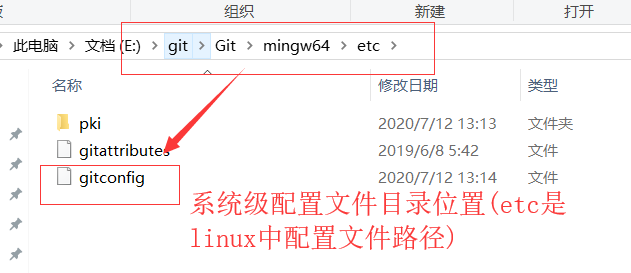 组织
新建
打开
此电脑 > 文档 (E:) > git > Git > mingw64 > etc >
名称
修改日期
类型
pki
2020/7/12 13:13
文件夹
gitattributes
2019/6/8 5:42
文件
gitconfig
2020/7/12 13:13
文件
系统级配置文件目录位置(etc是
linux中配置文件路径)